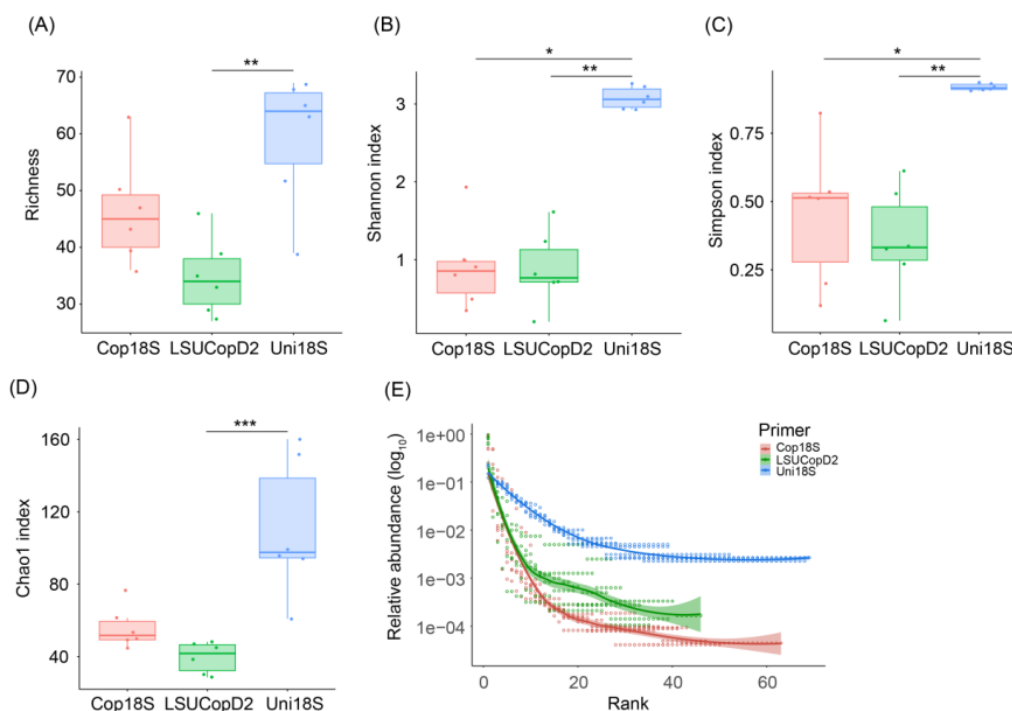 (A)
**
70
60
50
40
30
Richness
Cop18S LSUCopD2 Uni18S
(B)
*
**
3
2
1
Shannon index
Cop18S LSUCopD2 Uni18S
(C)
*
**
0.75
0.50
0.25
Simpson index
Cop18S LSUCopD2 Uni18S
(D)
***
160
120
80
40
Chao1 index
Cop18S LSUCopD2 Uni18S
(E)
1e+00
1e−01
1e−02
1e−03
1e−04
Relative abundance (log10)
Primer
Cop18S
LSUCopD2
Uni18S
0 20 40 60
Rank